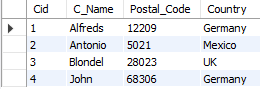 Cid C_Name Postal_Code Country
1 Alfreds 12209 Germany
2 Antonio 5021 Mexico
3 Blondel 28023 UK
4 John 68306 Germany